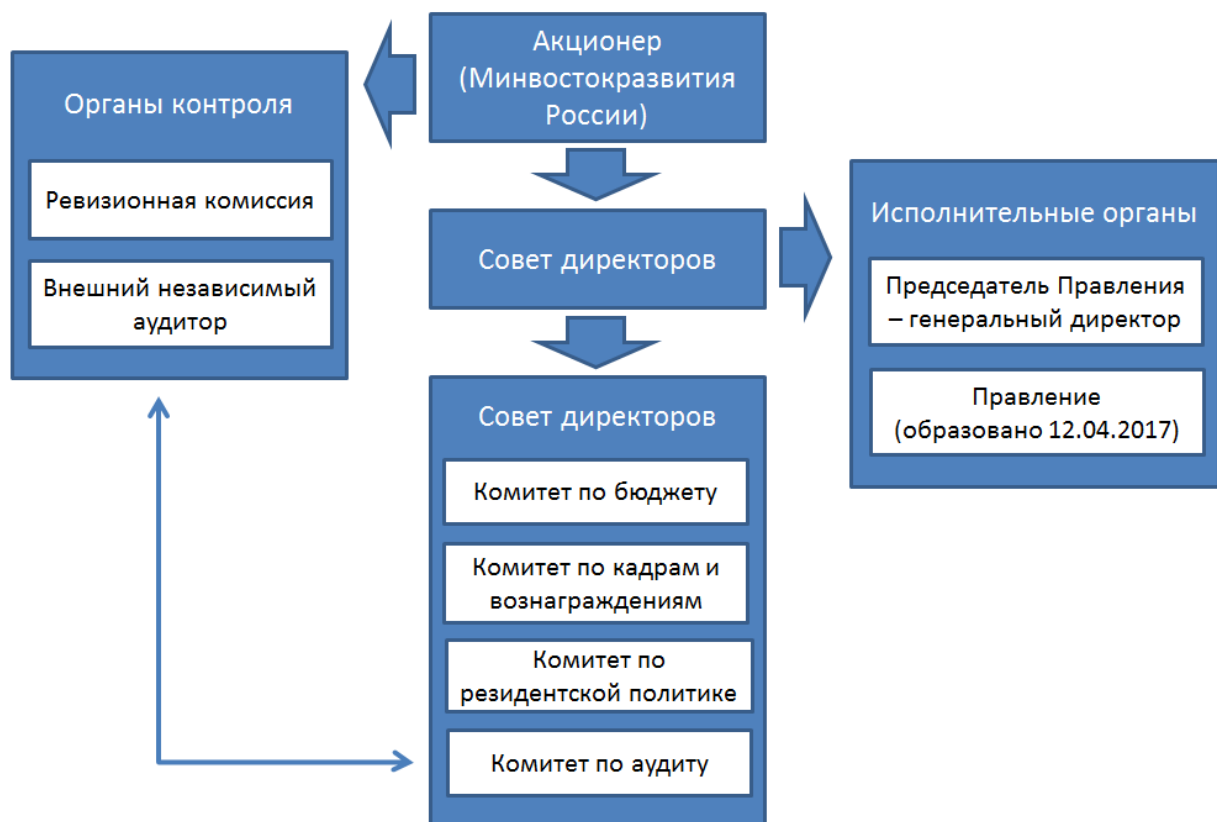 Акционер
(Минвостокразвития
России)
Органы контроля
Ревизионная комиссия
Внешний независимый
аудитор
Совет директоров
Исполнительные органы
Председатель Правления
– генеральный директор
Правление
(образовано 12.04.2017)
Совет директоров
Комитет по бюджету
Комитет по кадрам и
вознаграждениям
Комитет по
резидентской политике
Комитет по аудиту